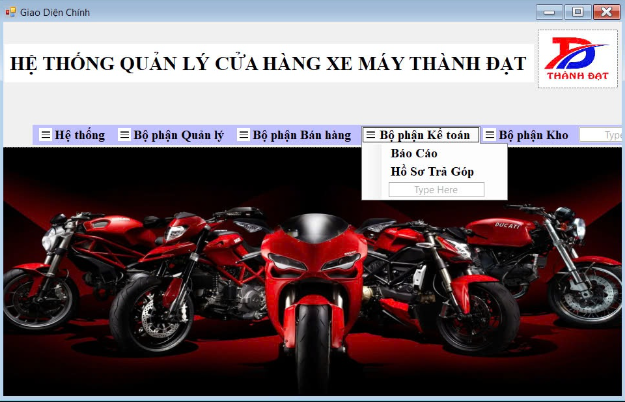 Giao Diện Chính
HỆ THỐNG QUẢN LÝ CỬA HÀNG XE MÁY THÀNH ĐẠT
TD
THÀNH ĐẠT
Hệ thống Bộ phận Quản lý Bộ phận Bán hàng Bộ phận Kế toán Bộ phận Kho Type
Báo Cáo
Hồ Sơ Trả Góp
Type Here
DUCATI